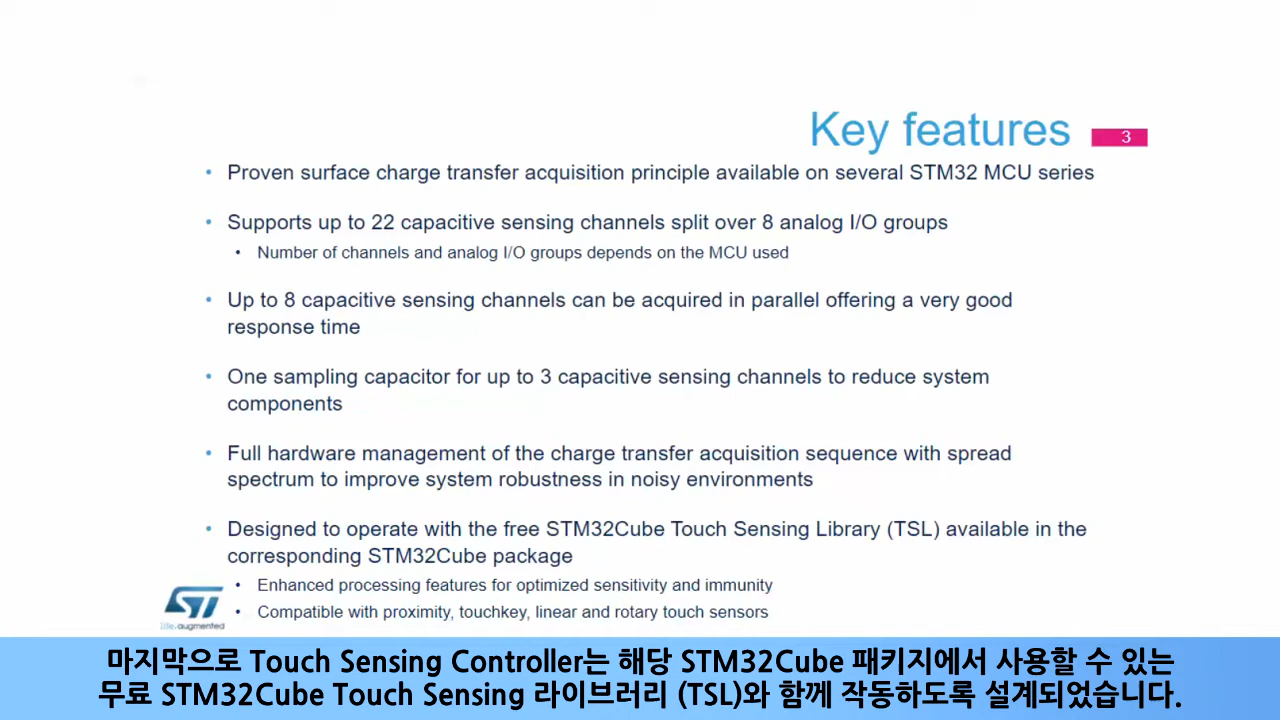 Key features
3
• Proven surface charge transfer acquisition principle available on several STM32 MCU series
• Supports up to 22 capacitive sensing channels split over 8 analog I/O groups
• Number of channels and analog I/O groups depends on the MCU used
• Up to 8 capacitive sensing channels can be acquired in parallel offering a very good
response time
• One sampling capacitor for up to 3 capacitive sensing channels to reduce system
components
• Full hardware management of the charge transfer acquisition sequence with spread
spectrum to improve system robustness in noisy environments
• Designed to operate with the free STM32Cube Touch Sensing Library (TSL) available in the
corresponding STM32Cube package
• Enhanced processing features for optimized sensitivity and immunity
• Compatible with proximity, touchkey, linear and rotary touch sensors
ST
life.augmented
마지막으로 Touch Sensing Controller는 해당 STM32Cube 패키지에서 사용할 수 있는
무료 STM32Cube Touch Sensing 라이브러리 (TSL)와 함께 작동하도록 설계되었습니다.